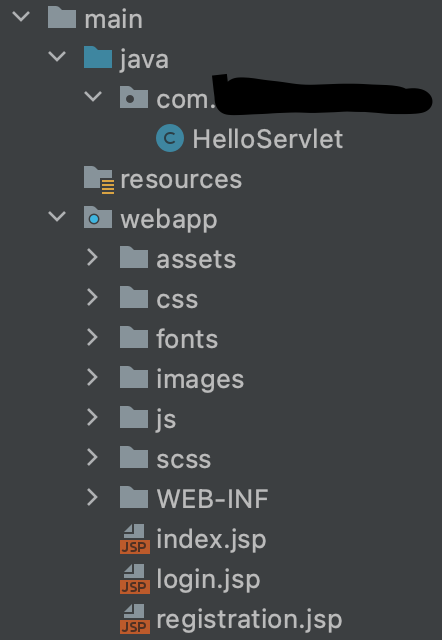 main
java
com.
C HelloServlet
resources
webapp
assets
css
fonts
images
js
scss
WEB-INF
JSP index.jsp
JSP login.jsp
JSP registration.jsp